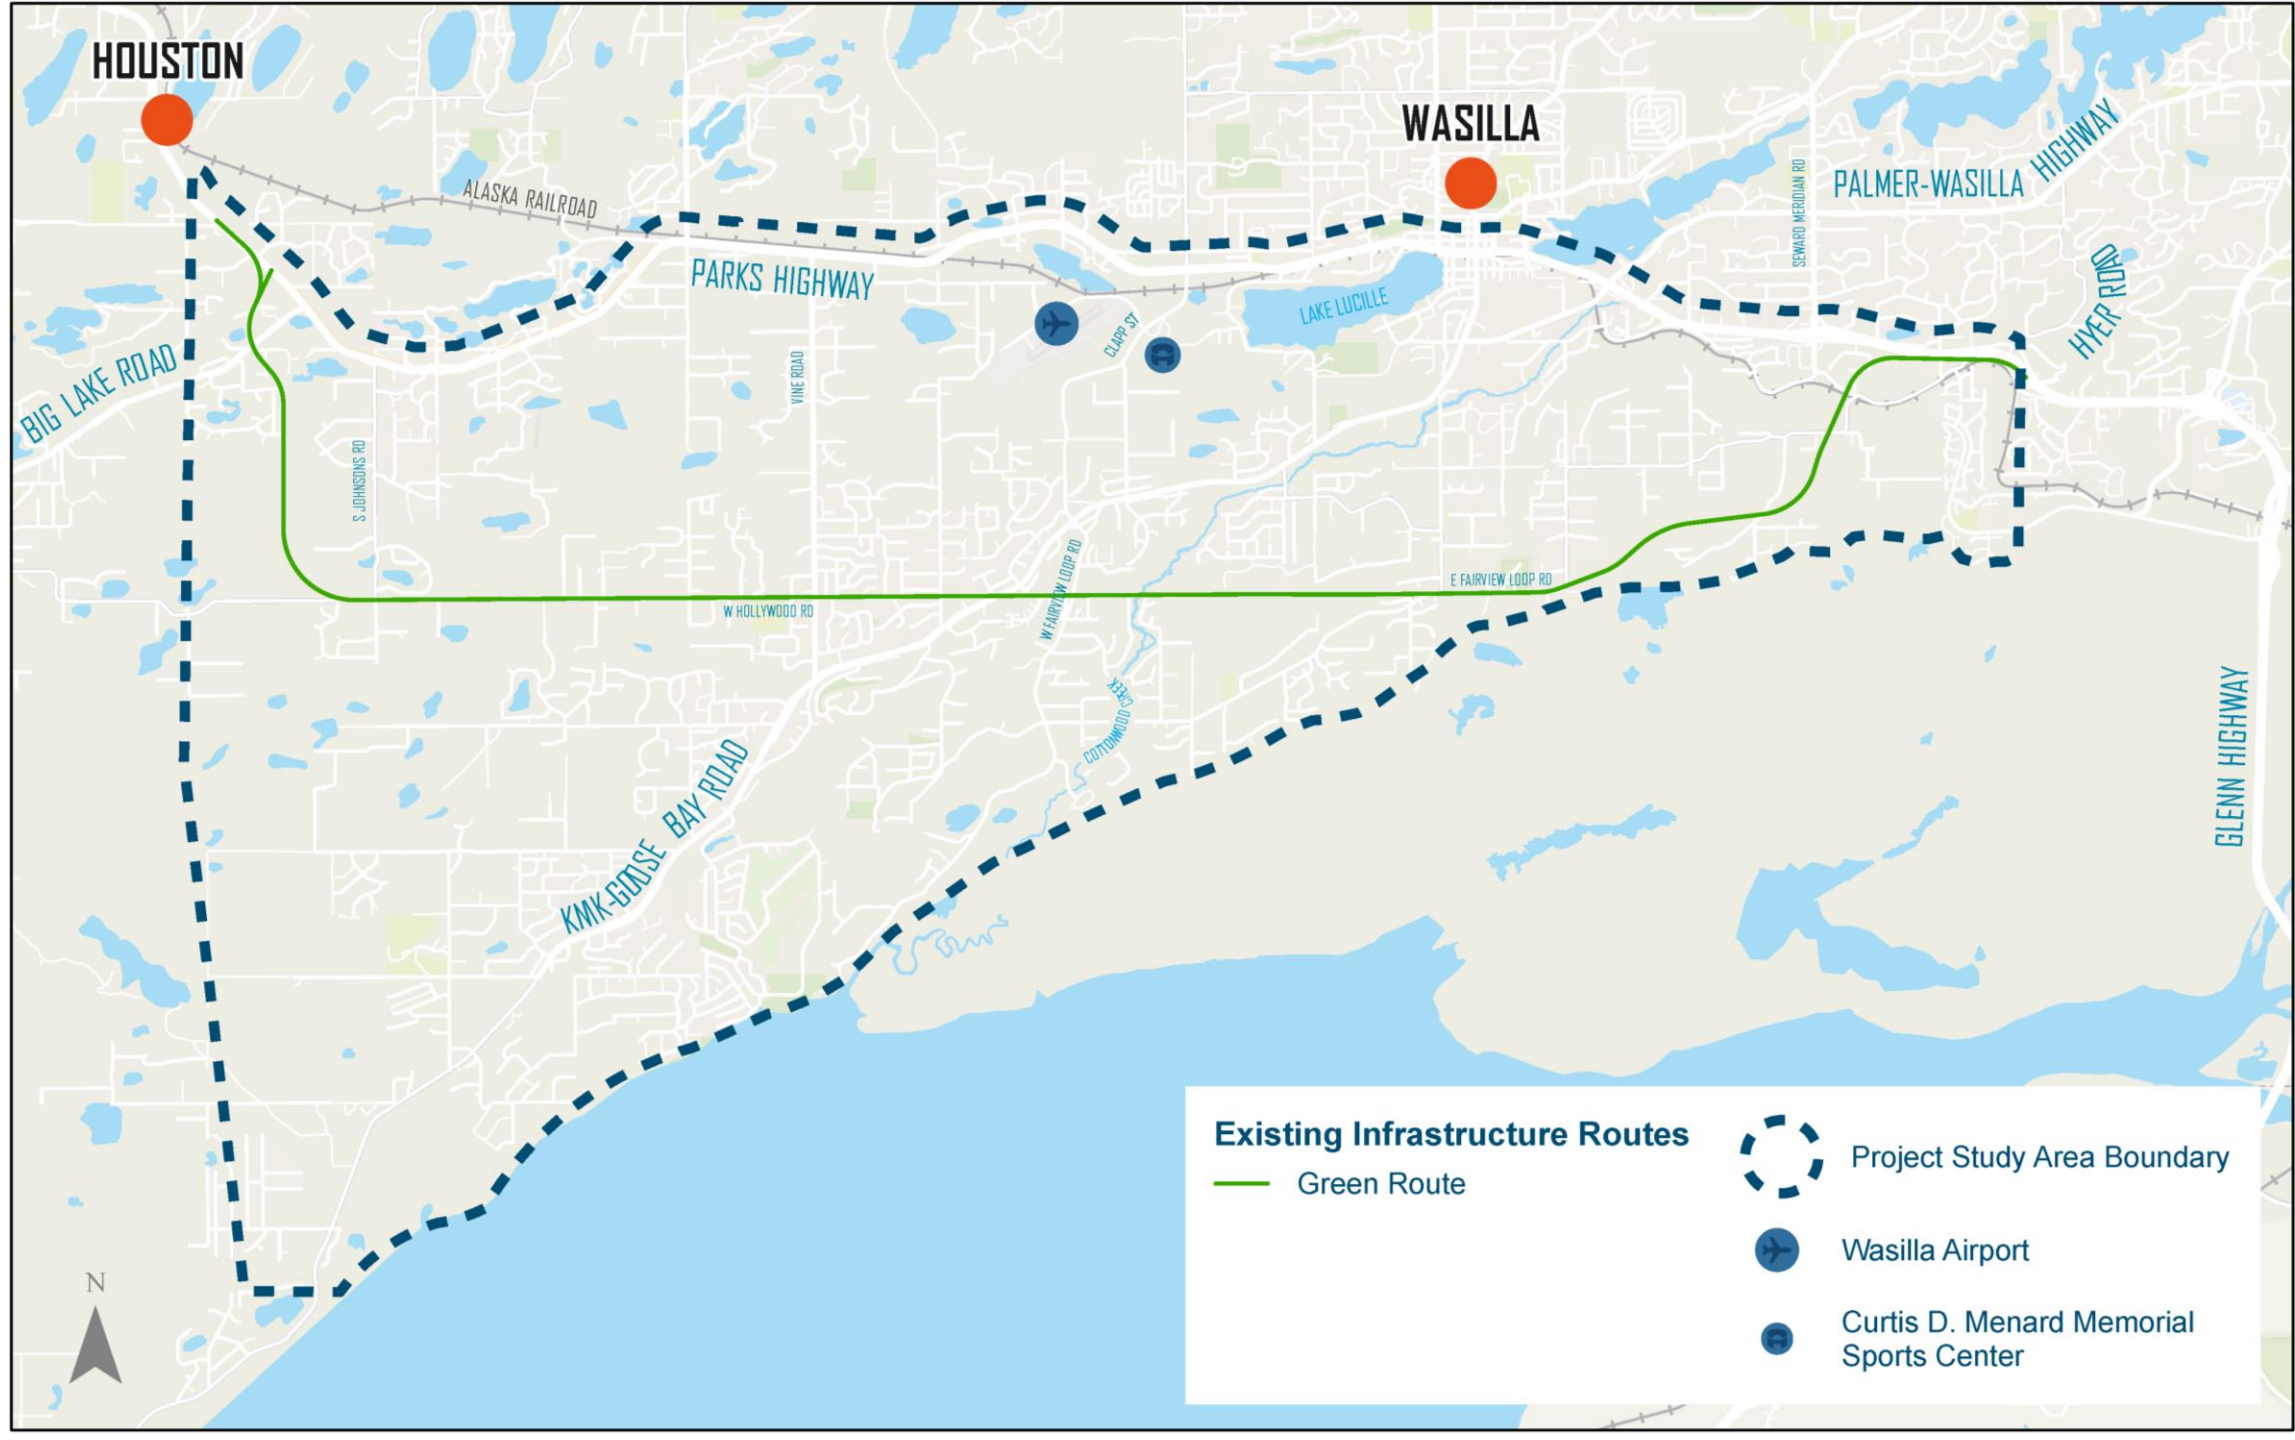 HOUSTON
WASILLA
ALASKA RAILROAD
PALMER-WASILLA HIGHWAY
SEWARD MERIDIAN RD
HYER ROAD
PARKS HIGHWAY
LAKE LUCILLE
CLAPP ST
BIG LAKE ROAD
VINE ROAD
S JOHNSONS RD
W FAIRVIEW LOOP RD
E FAIRVIEW LOOP RD
W HOLLYWOOD RD
COTTONWOOD CREEK
KMK-GOOSE BAY ROAD
GLENN HIGHWAY
N
Existing Infrastructure Routes
Green Route
Project Study Area Boundary
Wasilla Airport
Curtis D. Menard Memorial
Sports Center